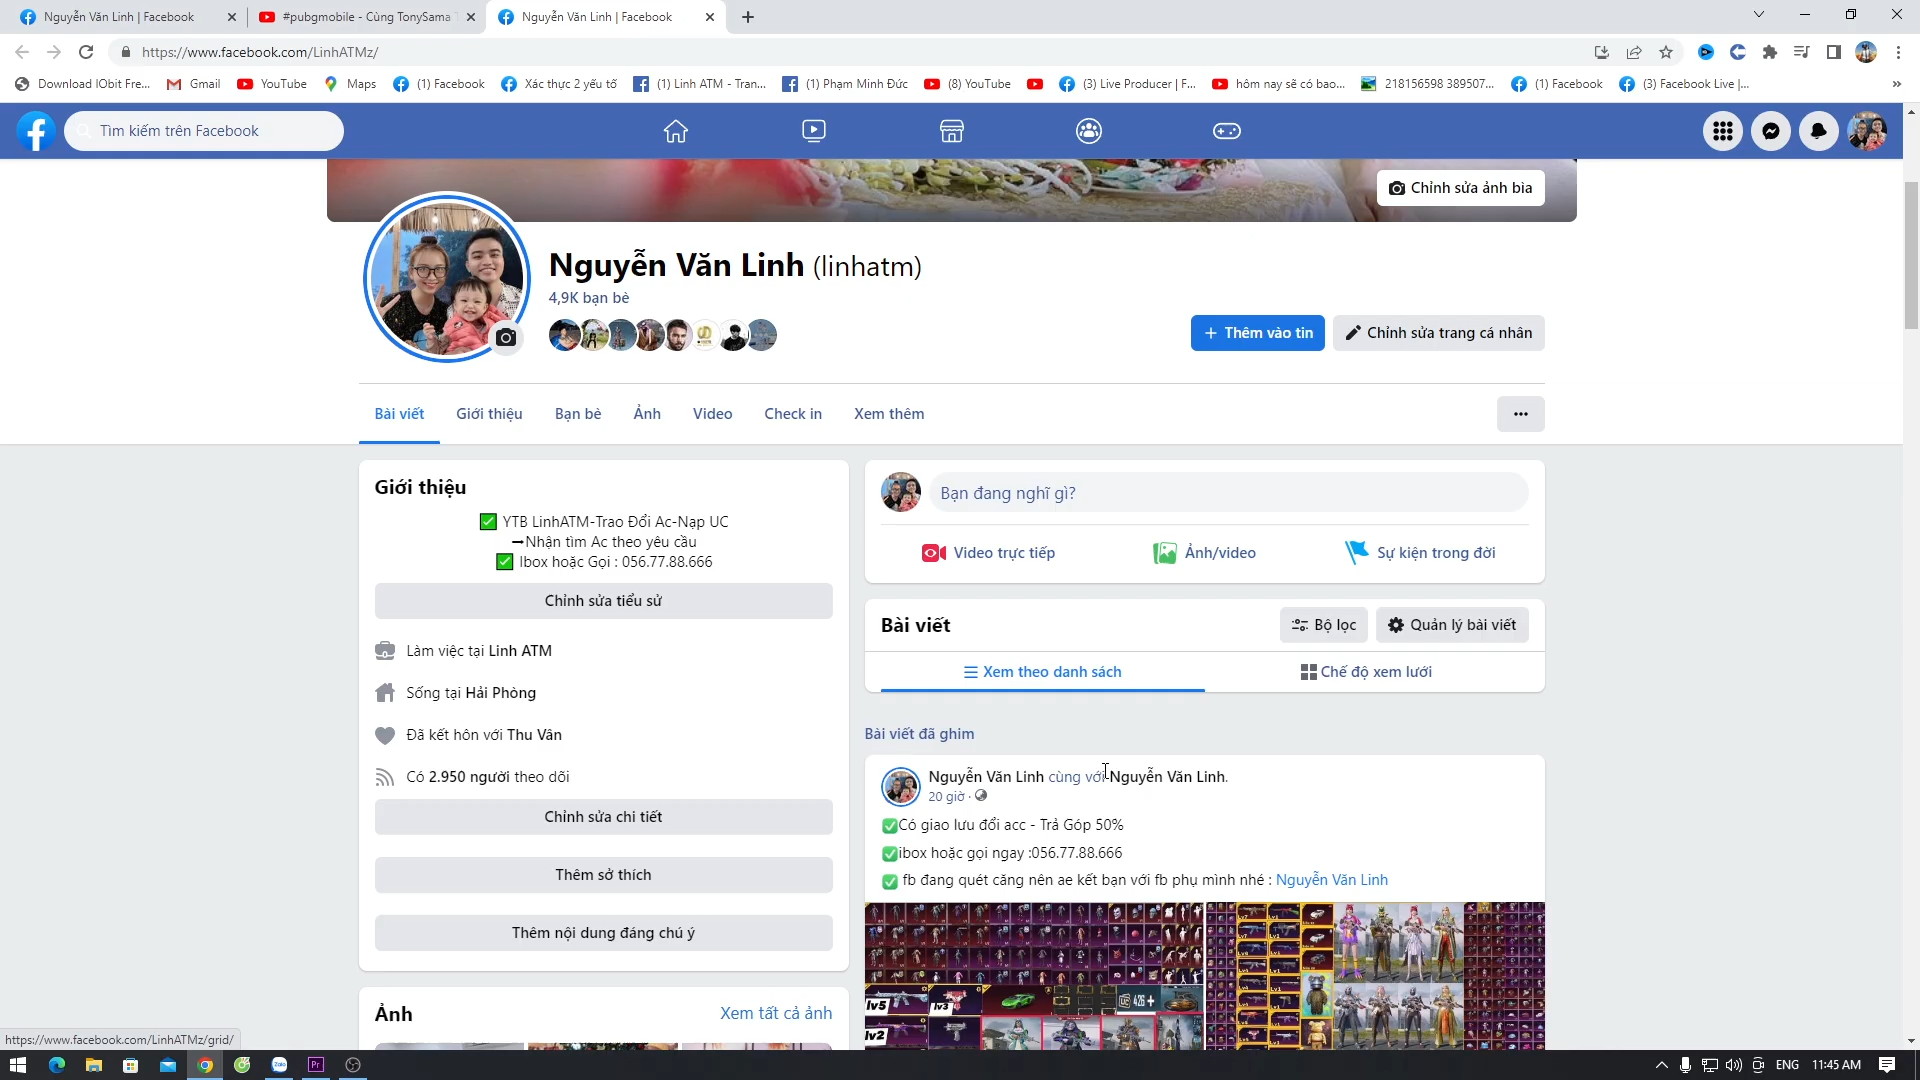 Nguyễn Văn Linh | Facebook
#pubgmobile - Cùng TonySama
Nguyễn Văn Linh | Facebook
https://www.facebook.com/LinhATMz/
Download IObit Fre...
Gmail
YouTube
Maps
(1) Facebook
Xác thực 2 yếu tố
(1) Linh ATM - Tran...
(1) Phạm Minh Đức
(8) YouTube
(3) Live Producer | F...
hôm nay sẽ có bao...
218156598 389507...
(1) Facebook
(3) Facebook Live |...
Tìm kiếm trên Facebook
Chỉnh sửa ảnh bìa
Nguyễn Văn Linh (linhatm)
4,9K bạn bè
Thêm vào tin
Chỉnh sửa trang cá nhân
Bài viết
Giới thiệu
Bạn bè
Ảnh
Video
Check in
Xem thêm
Giới thiệu
✅ YTB LinhATM-Trao Đổi Ac-Nạp UC
➞Nhận tìm Ac theo yêu cầu
✅ Ibox hoặc Gọi : 056.77.88.666
Chỉnh sửa tiểu sử
Làm việc tại Linh ATM
Sống tại Hải Phòng
Đã kết hôn với Thu Vân
Có 2.950 người theo dõi
Chỉnh sửa chi tiết
Thêm sở thích
Thêm nội dung đáng chú ý
Ảnh
Xem tất cả ảnh
Bạn đang nghĩ gì?
Video trực tiếp
Ảnh/video
Sự kiện trong đời
Bài viết
Bộ lọc
Quản lý bài viết
Xem theo danh sách
Chế độ xem lưới
Bài viết đã ghim
Nguyễn Văn Linh cùng với Nguyễn Văn Linh.
20 giờ ·
✅Có giao lưu đổi acc - Trả Góp 50%
✅ibox hoặc gọi ngay :056.77.88.666
✅ fb đang quét căng nên ae kết bạn với fb phụ mình nhé : Nguyễn Văn Linh
lv5
lv3
UC 426 +
lv2
https://www.facebook.com/LinhATMz/grid/
Zalo
Pr
ENG
11:45 AM